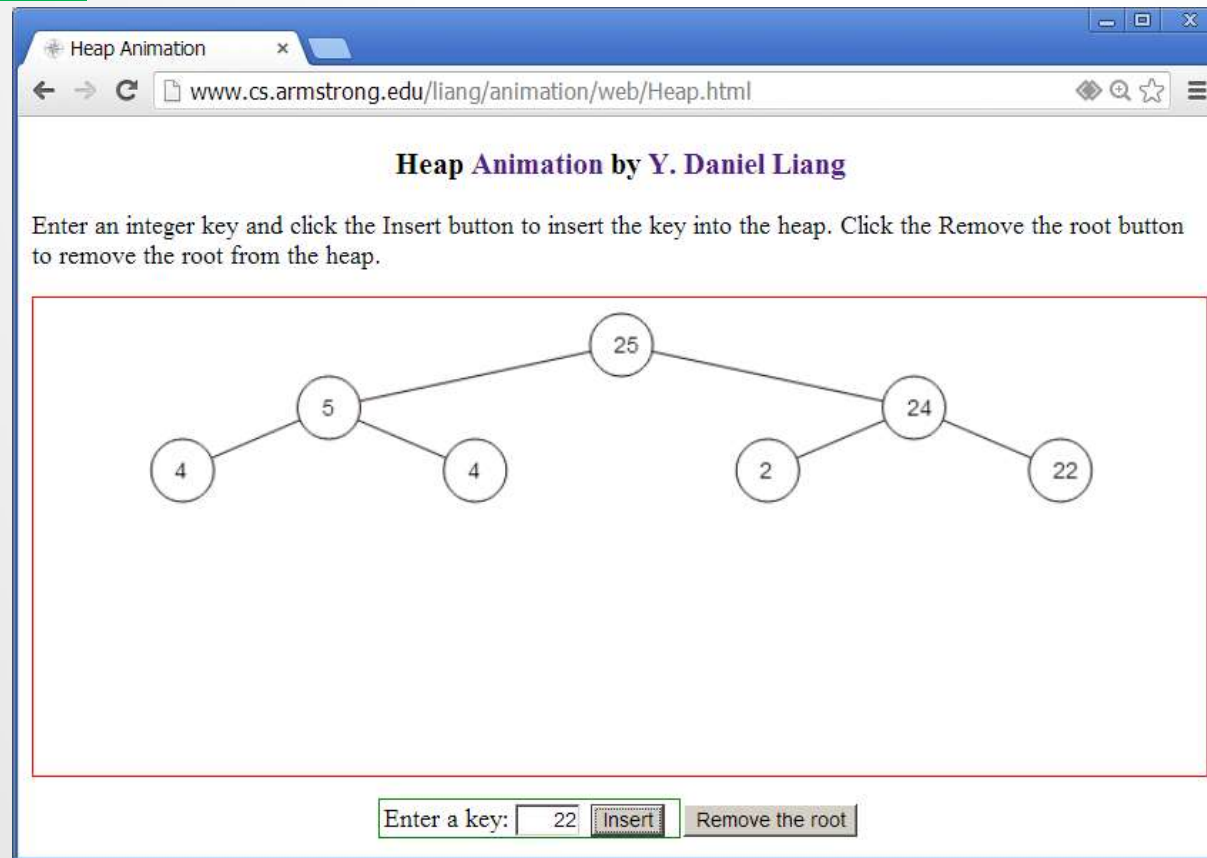 Heap Animation
www.cs.armstrong.edu/liang/animation/web/Heap.html
Heap Animation by Y. Daniel Liang
Enter an integer key and click the Insert button to insert the key into the heap. Click the Remove the root button
to remove the root from the heap.
25
5 24
4 4 2 22
Enter a key: 22 Insert Remove the root